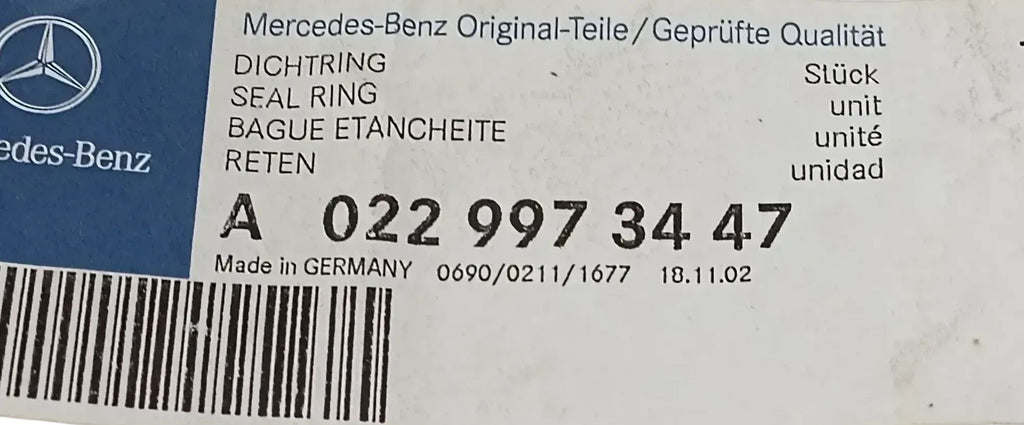 Mercedes-Benz Original-Teile/Geprüfte Qualität
DICHTRING Stück
SEAL RING unit
BAGUE ETANCHEITE unité
RETEN unidad
A 022 997 34 47
Made in GERMANY 0690/0211/1677 18.11.02
edes-Benz